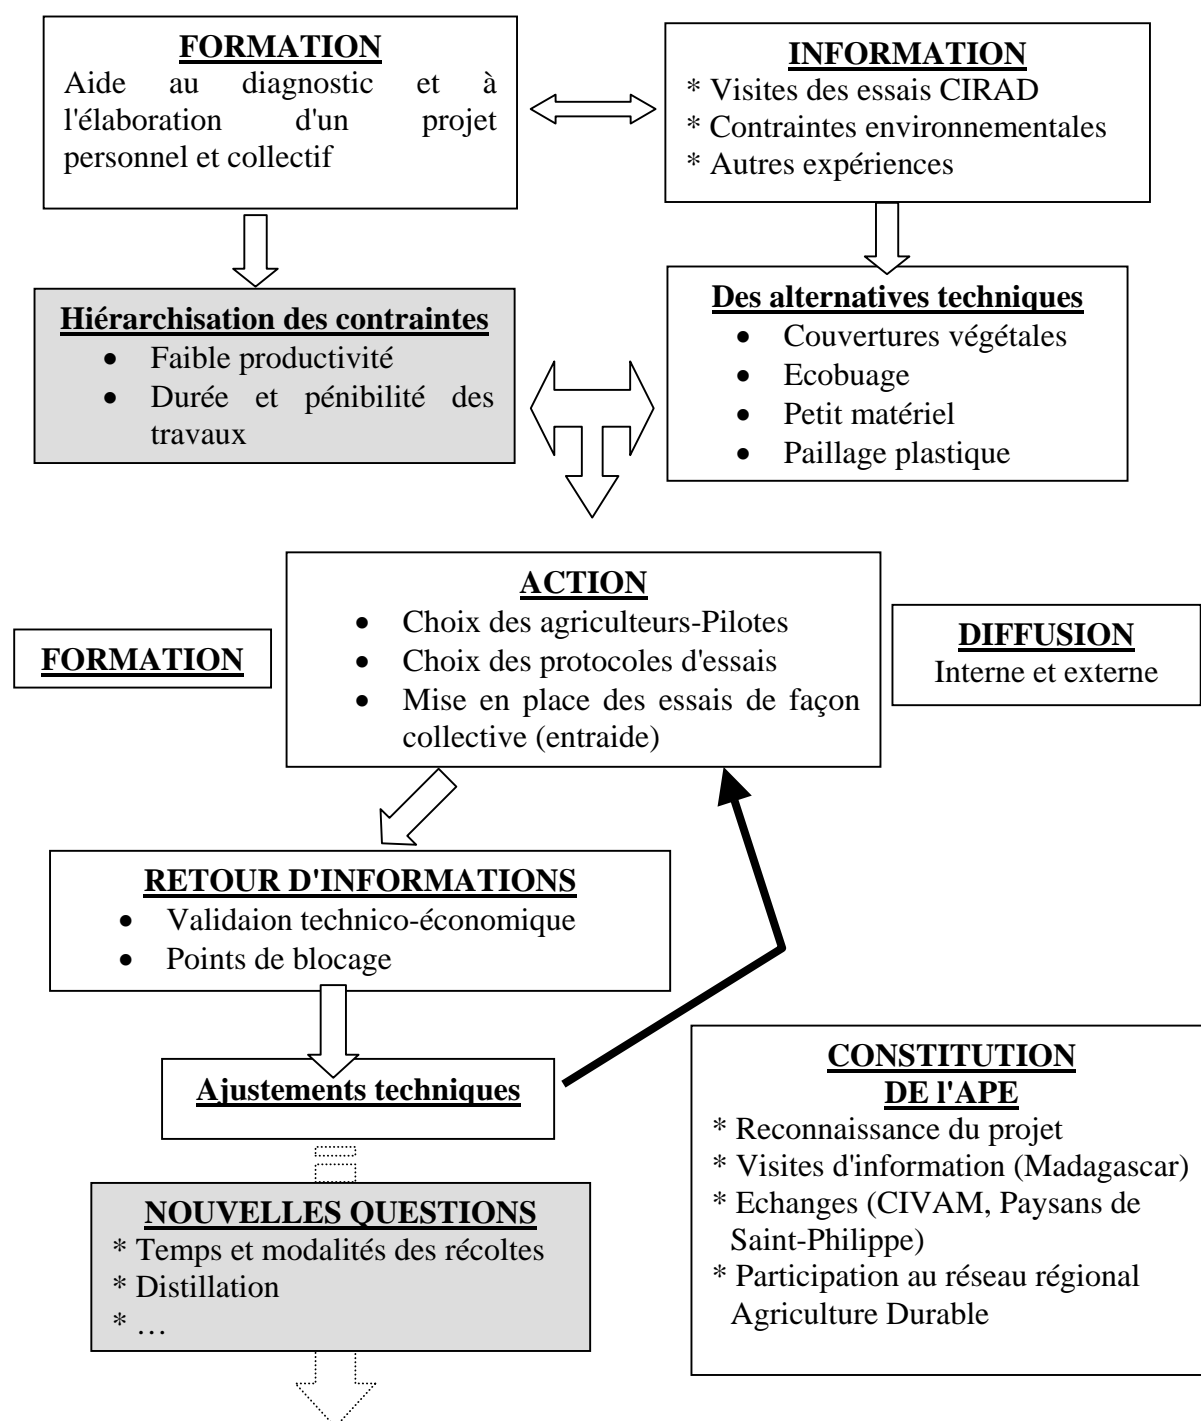 FORMATION
Aide au diagnostic et à
l'élaboration d'un projet
personnel et collectif
INFORMATION
* Visites des essais CIRAD
* Contraintes environnementales
* Autres expériences
Hiérarchisation des contraintes
• Faible productivité
• Durée et pénibilité des
travaux
Des alternatives techniques
• Couvertures végétales
• Ecobuage
• Petit matériel
• Paillage plastique
FORMATION
ACTION
• Choix des agriculteurs-Pilotes
• Choix des protocoles d'essais
• Mise en place des essais de façon
collective (entraide)
DIFFUSION
Interne et externe
RETOUR D'INFORMATIONS
• Validaion technico-économique
• Points de blocage
Ajustements techniques
NOUVELLES QUESTIONS
* Temps et modalités des récoltes
* Distillation
* …
CONSTITUTION
DE l'APE
* Reconnaissance du projet
* Visites d'information (Madagascar)
* Echanges (CIVAM, Paysans de
Saint-Philippe)
* Participation au réseau régional
Agriculture Durable